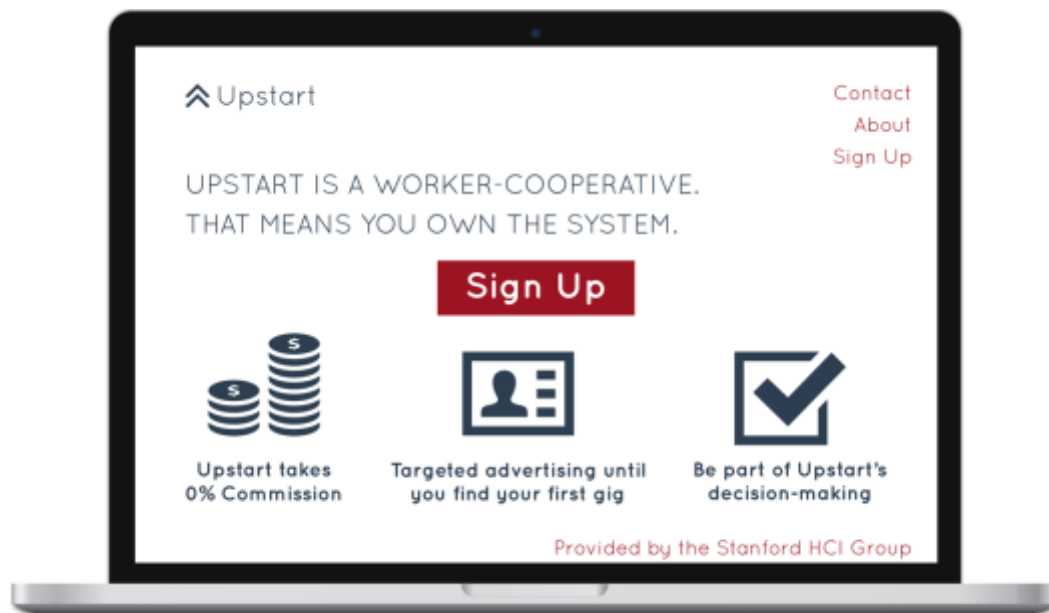 Upstart
Contact
About
Sign Up
UPSTART IS A WORKER-COOPERATIVE.
THAT MEANS YOU OWN THE SYSTEM.
Sign Up
$
$
Upstart takes
0% Commission
Targeted advertising until
you find your first gig
Be part of Upstart's
decision-making
Provided by the Stanford HCI Group